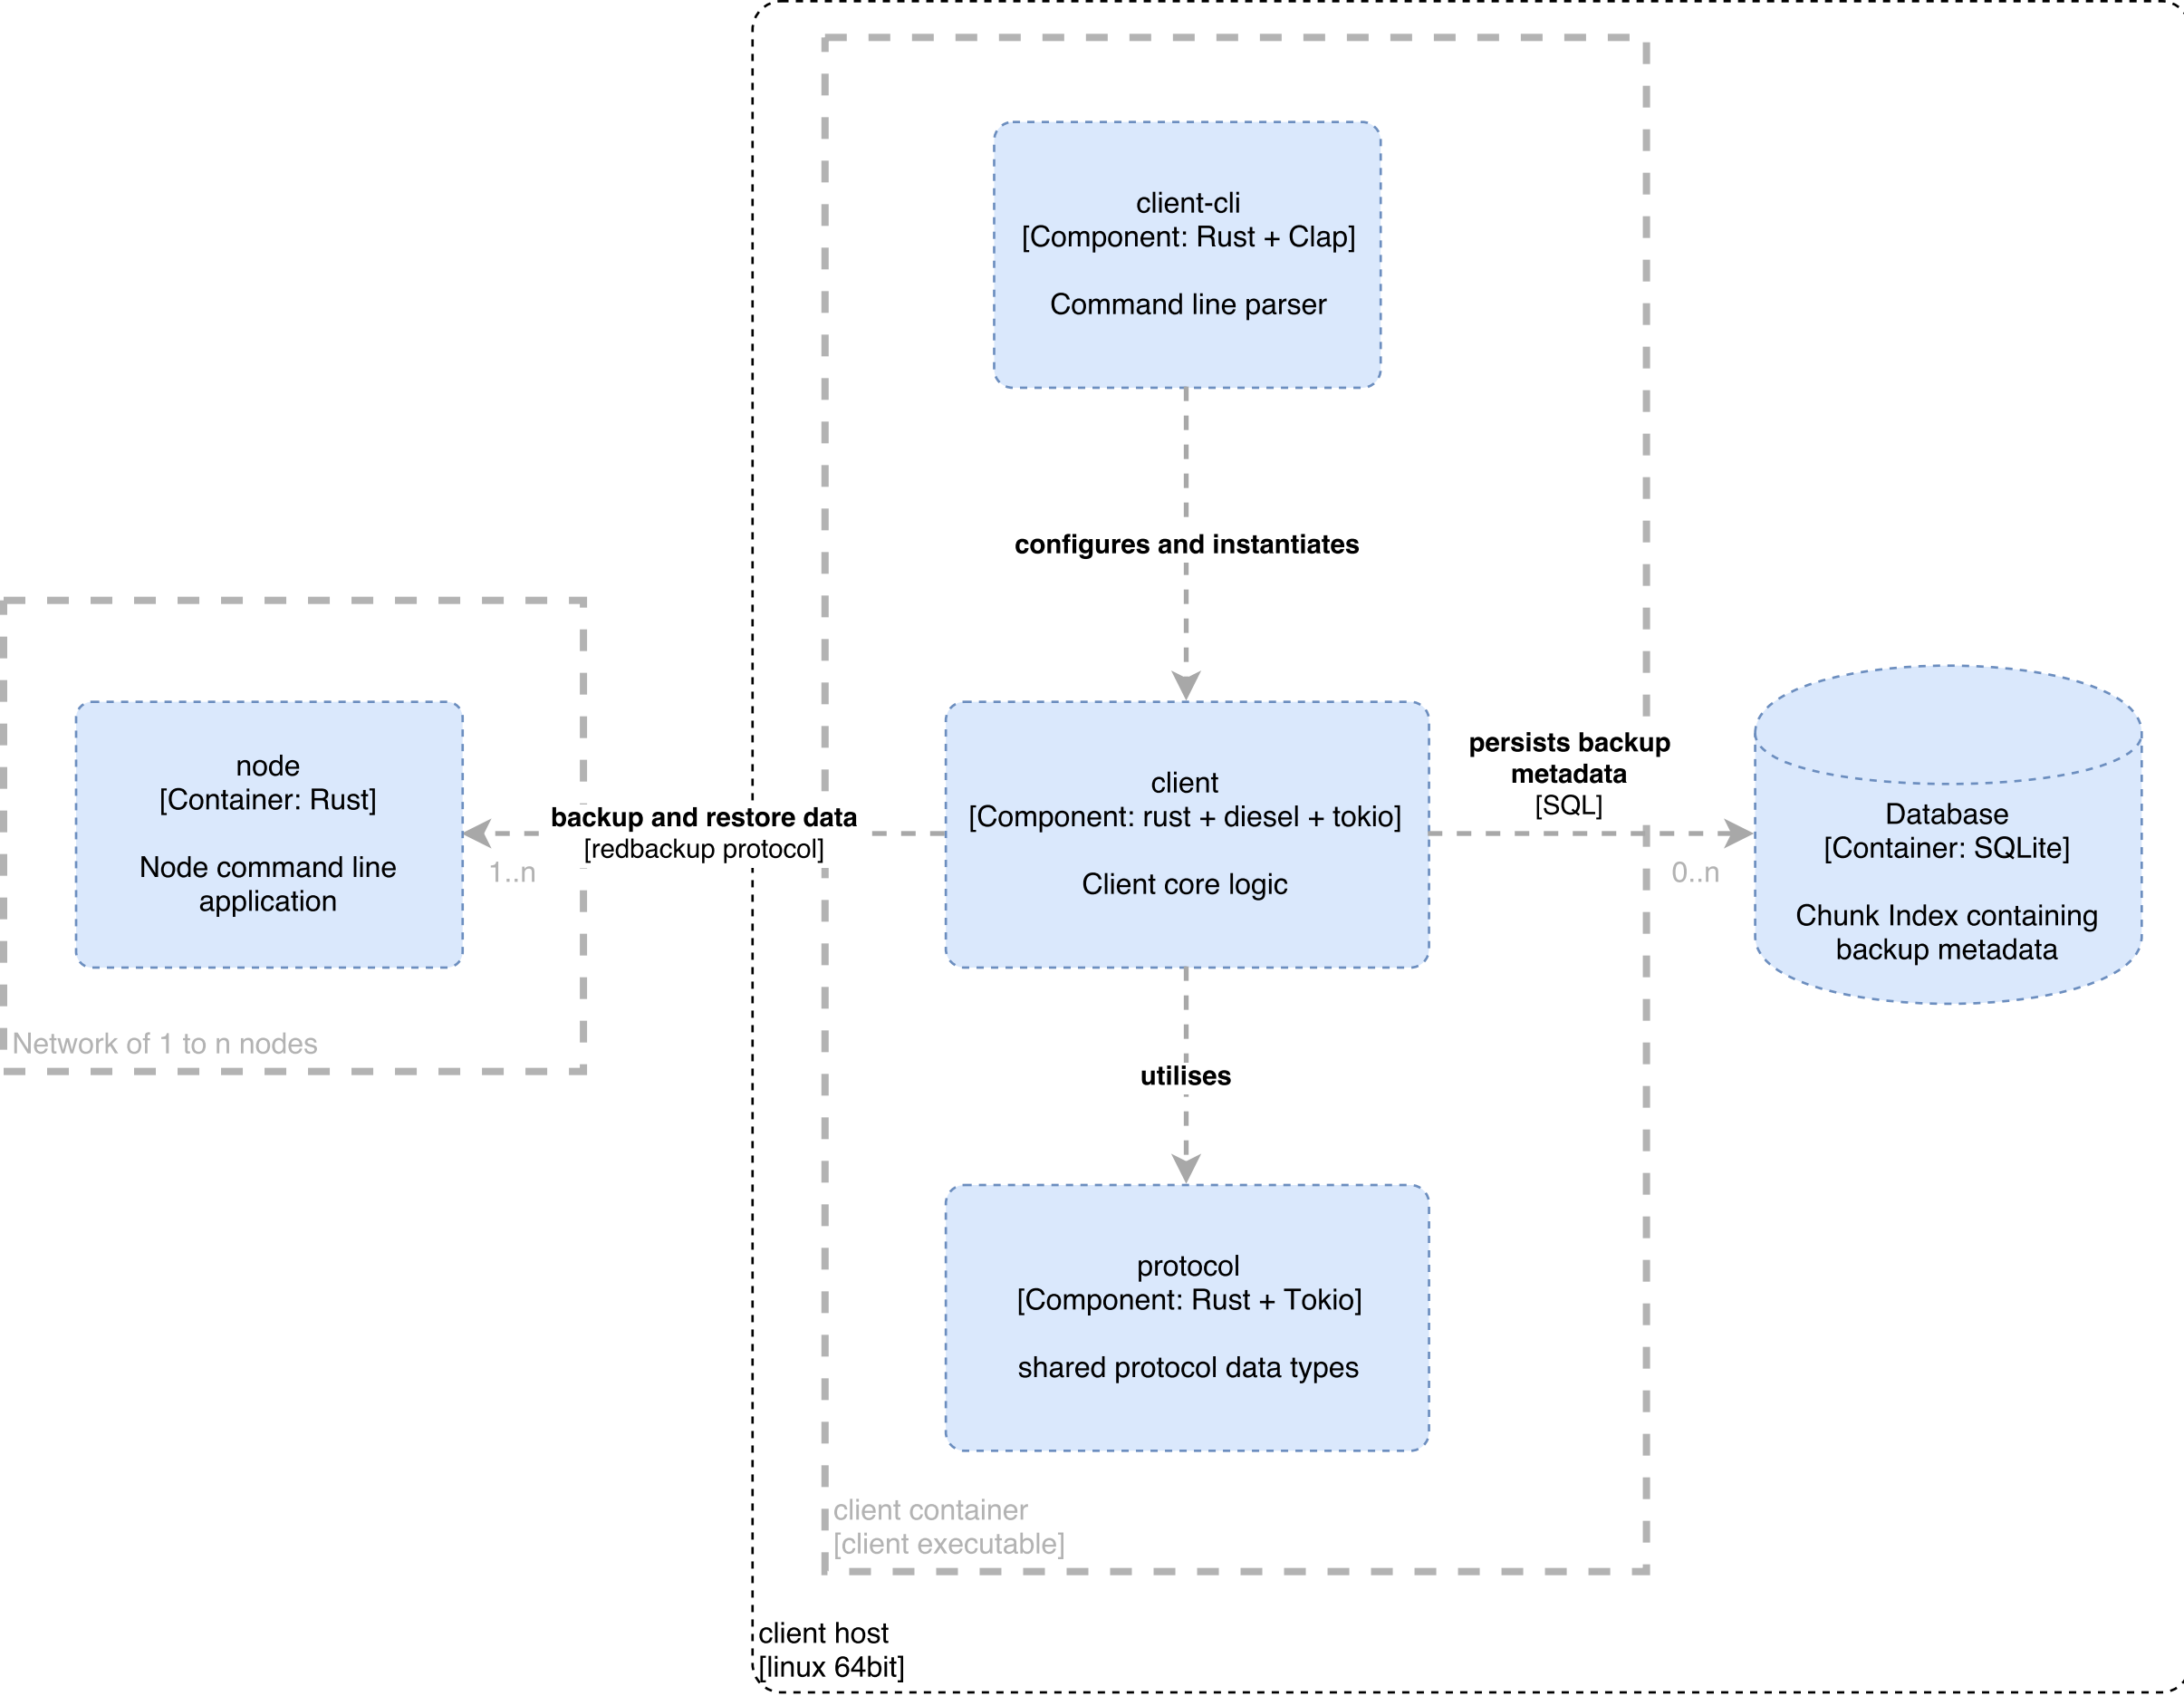 client-cli
[Component: Rust + Clap]
Command line parser
configures and instantiates
node
[Container: Rust]
Node command line
application
Network of 1 to n nodes
backup and restore data
[redbackup protocol]
1..n
client
[Component: rust + diesel + tokio]
Client core logic
persists backup
metadata
[SQL]
0..n
Database
[Container: SQLite]
Chunk Index containing
backup metadata
utilises
protocol
[Component: Rust + Tokio]
shared protocol data types
client container
[client executable]
client host
[linux 64bit]